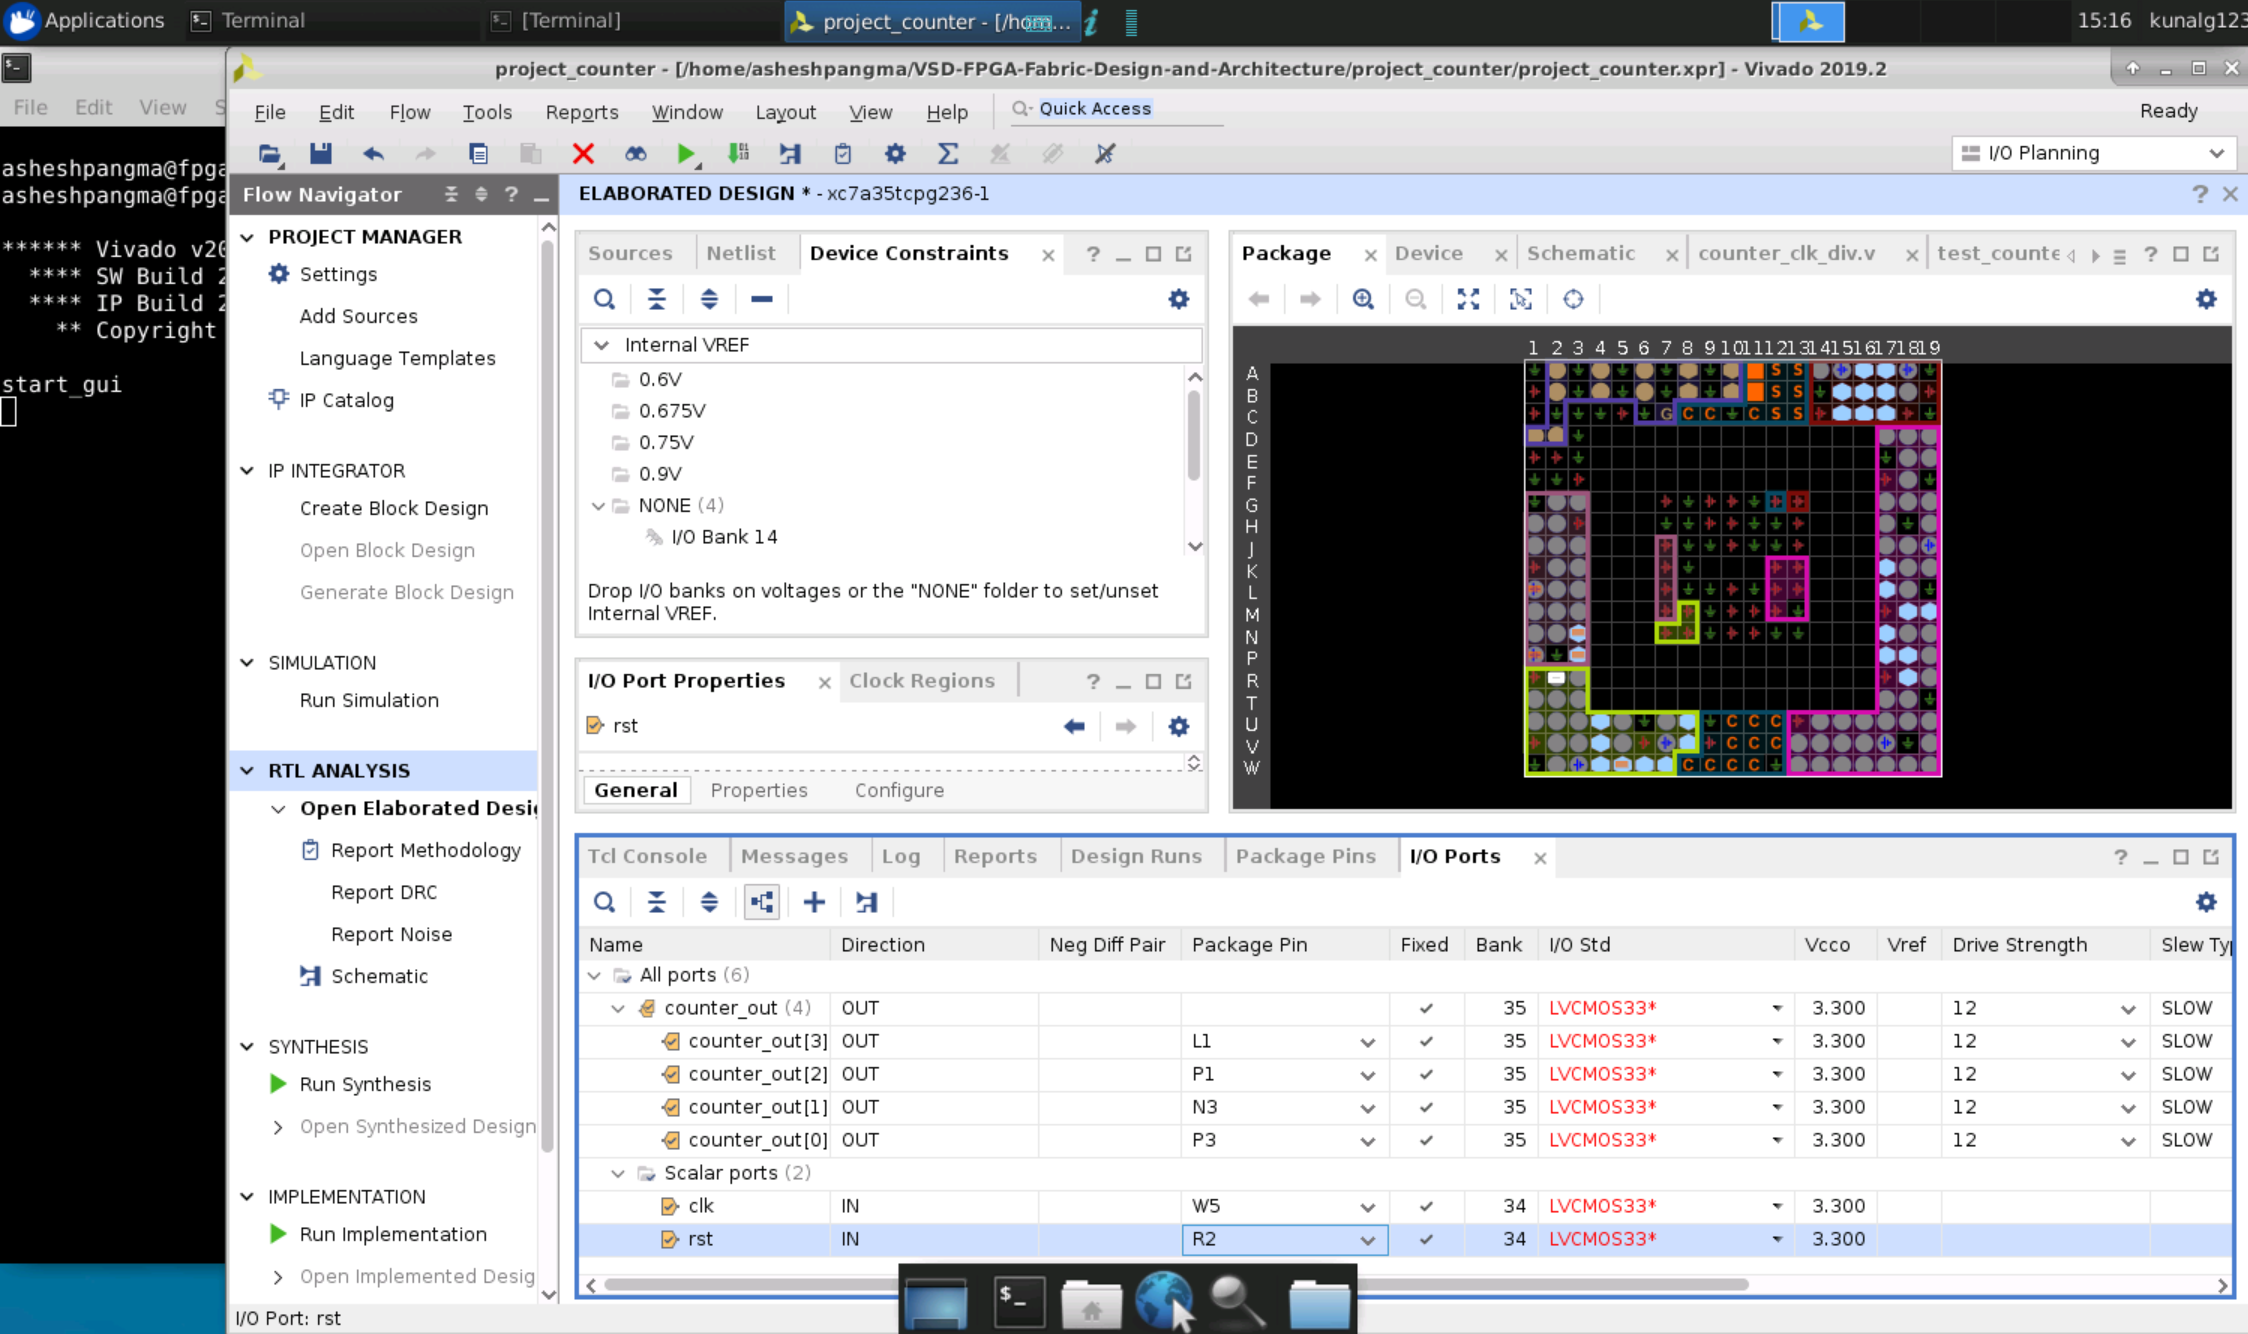 Applications
Terminal
[Terminal]
project_counter - [/hom...
15:16
kunalg123
project_counter - [/home/asheshpangma/VSD-FPGA-Fabric-Design-and-Architecture/project_counter/project_counter.xpr] - Vivado 2019.2
File Edit View S
asheshpangma@fpga
asheshpangma@fpga
****** Vivado v20
**** SW Build 2
**** IP Build 2
** Copyright
start_gui
File Edit Flow Tools Reports Window Layout View Help
Quick Access
Ready
I/O Planning
Flow Navigator
PROJECT MANAGER
Settings
Add Sources
Language Templates
IP Catalog
IP INTEGRATOR
Create Block Design
Open Block Design
Generate Block Design
SIMULATION
Run Simulation
RTL ANALYSIS
Open Elaborated Desi
Report Methodology
Report DRC
Report Noise
Schematic
SYNTHESIS
Run Synthesis
Open Synthesized Design
IMPLEMENTATION
Run Implementation
Open Implemented Desig
I/O Port: rst
ELABORATED DESIGN * - xc7a35tcpg236-1
Sources Netlist Device Constraints
Internal VREF
0.6V
0.675V
0.75V
0.9V
NONE (4)
I/O Bank 14
Drop I/O banks on voltages or the "NONE" folder to set/unset
Internal VREF.
I/O Port Properties Clock Regions
rst
General Properties Configure
Package Device Schematic counter_clk_div.v test_counte
1 2 3 4 5 6 7 8 9 10 11 12 13 14 15 16 17 18 19
A
S S
B
S S
C
G C C C S S
D
E
F
G
H
J
K
L
M
N
P
R
T
U
C C C
V
C C C
W
C C C C
Tcl Console Messages Log Reports Design Runs Package Pins I/O Ports
Name Direction Neg Diff Pair Package Pin Fixed Bank I/O Std Vcco Vref Drive Strength Slew Ty
All ports (6)
counter_out (4) OUT 35 LVCMOS33* 3.300 12 SLOW
counter_out[3] OUT L1 35 LVCMOS33* 3.300 12 SLOW
counter_out[2] OUT P1 35 LVCMOS33* 3.300 12 SLOW
counter_out[1] OUT N3 35 LVCMOS33* 3.300 12 SLOW
counter_out[0] OUT P3 35 LVCMOS33* 3.300 12 SLOW
Scalar ports (2)
clk IN W5 34 LVCMOS33* 3.300
rst IN R2 34 LVCMOS33* 3.300